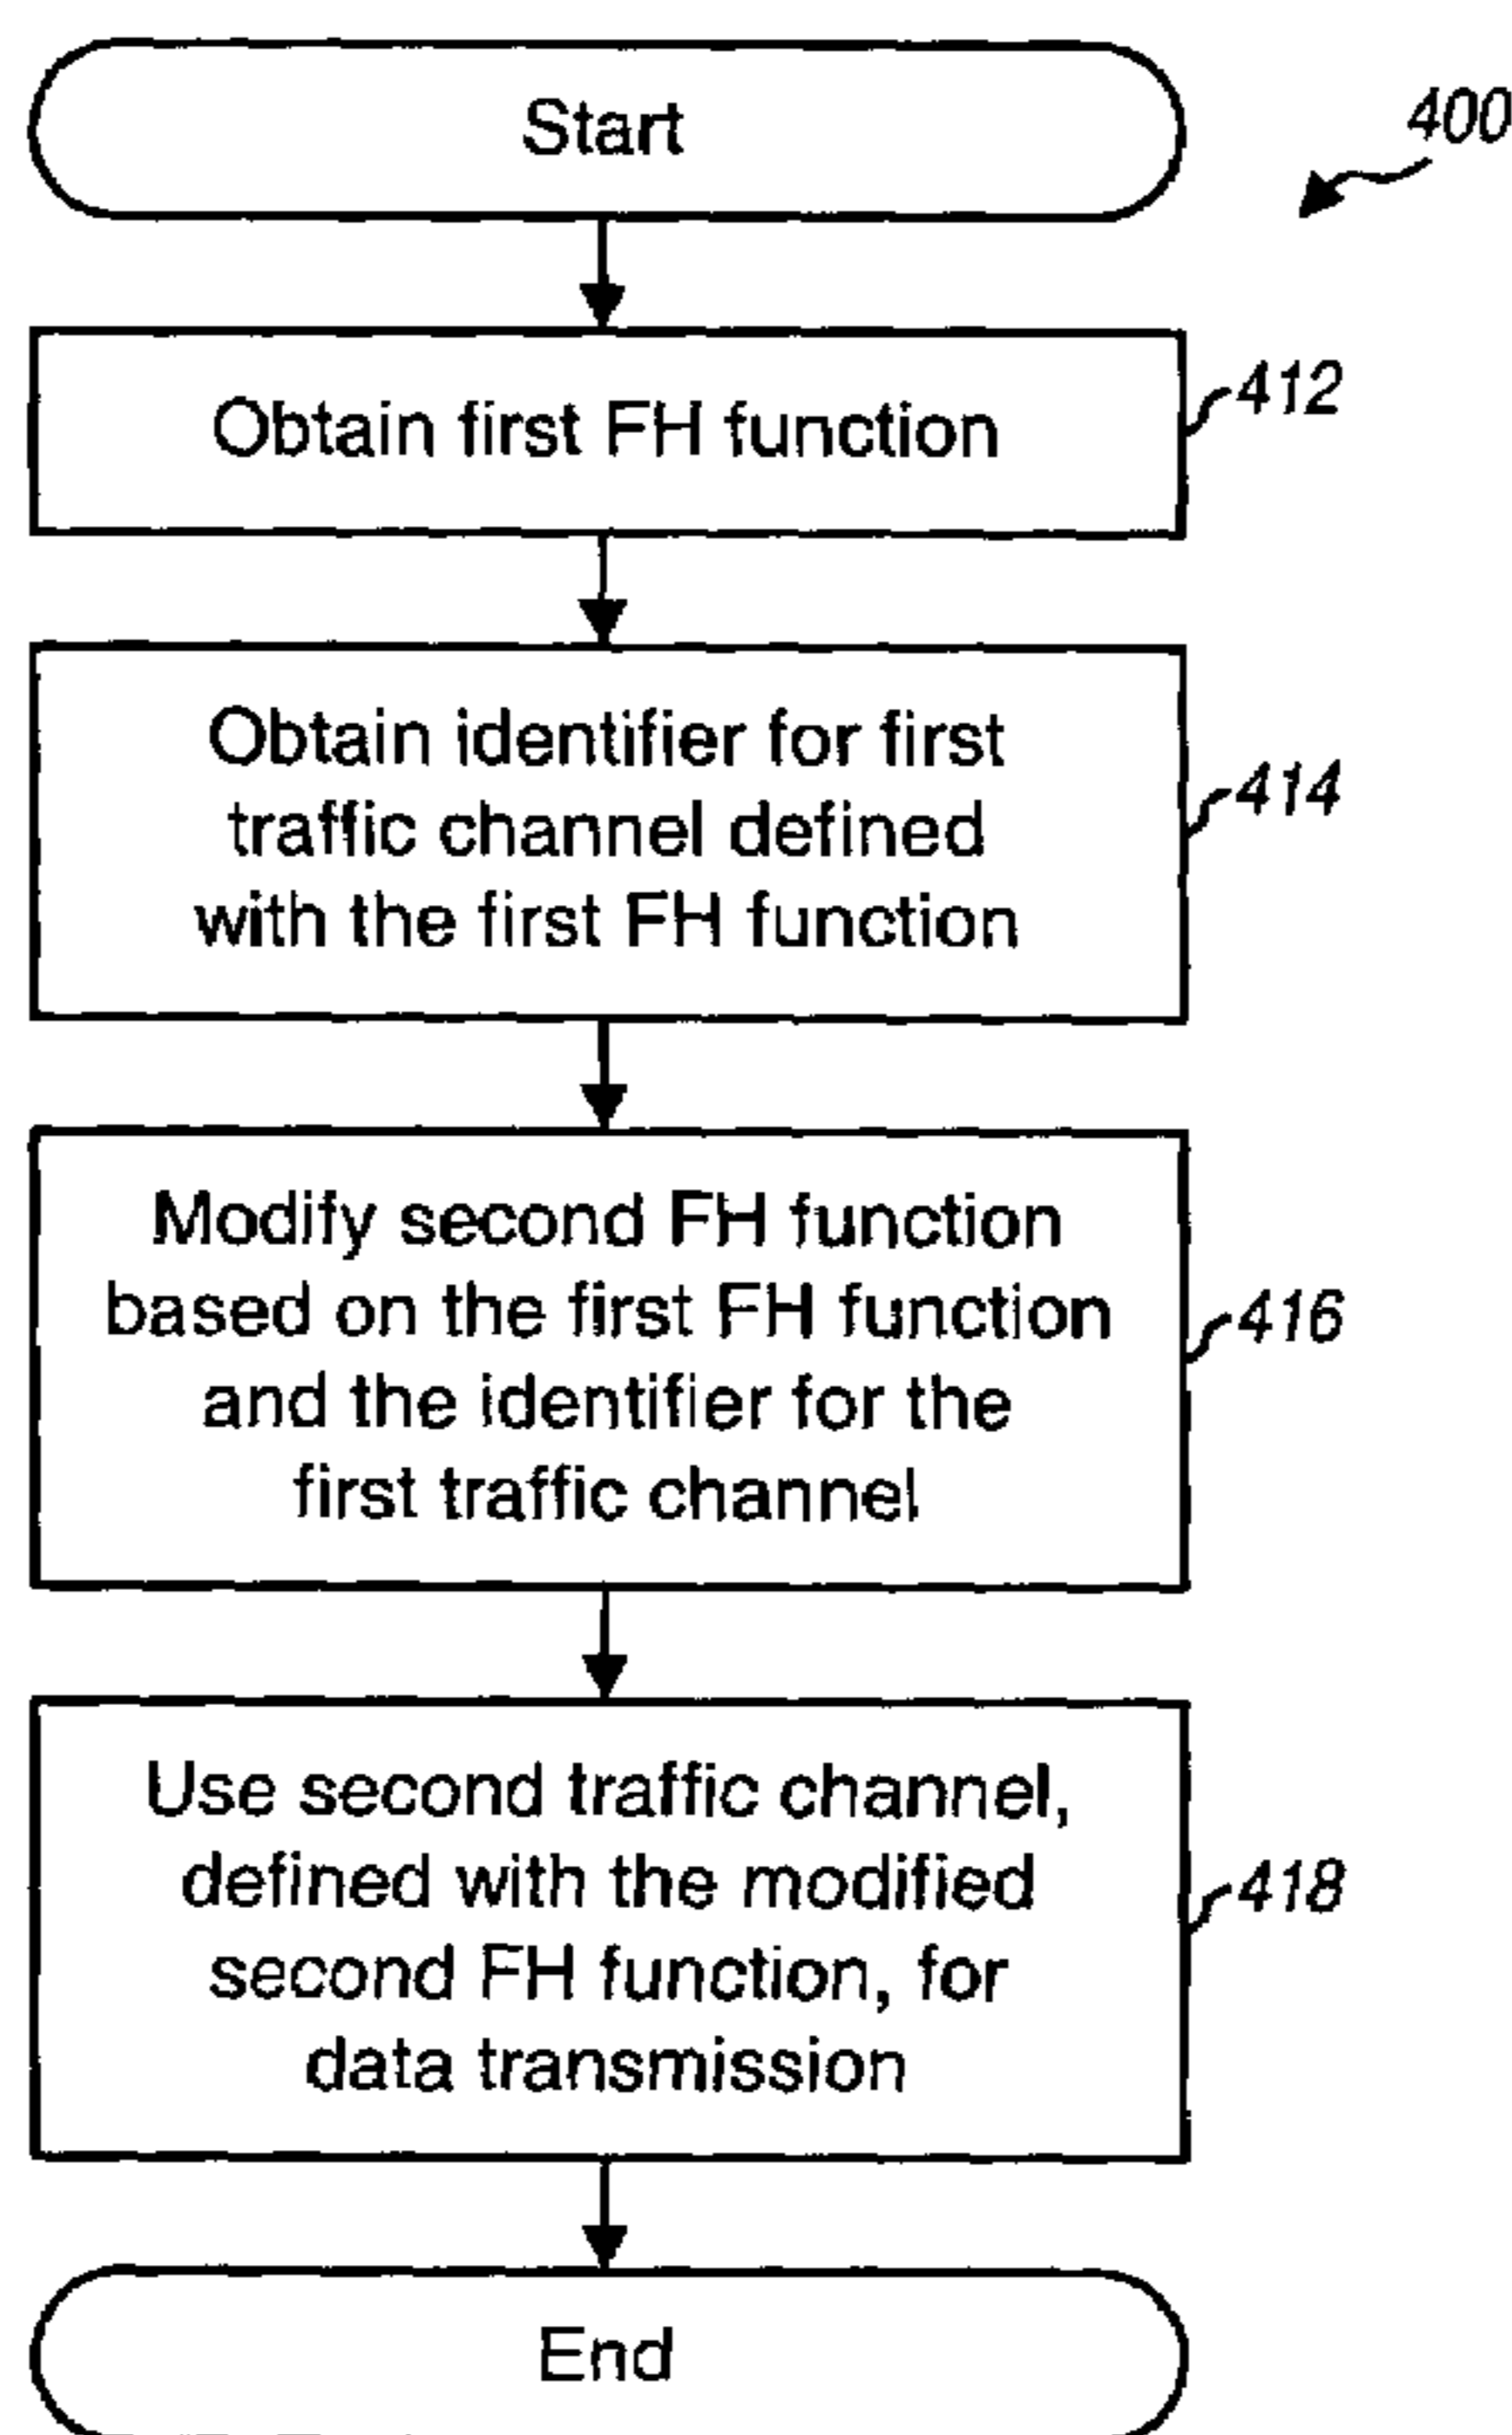 Start
400
Obtain first FH function
412
Obtain identifier for first
traffic channel defined
with the first FH function
414
Modify second FH function
based on the first FH function
and the identifier for the
first traffic channel
416
Use second traffic channel,
defined with the modified
second FH function, for
data transmission
418
End